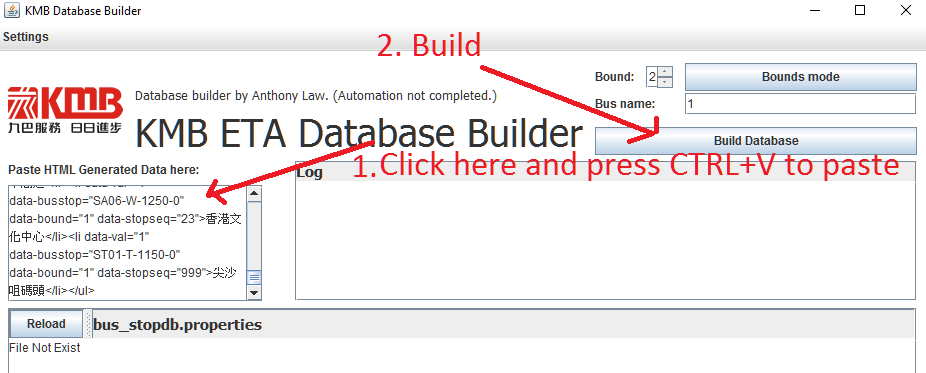 KMB Database Builder
Settings
2. Build
Bound:
2
Bounds mode
KMB
九巴服務 日日進步
Database builder by Anthony Law. (Automation not completed.)
Bus name:
1
KMB ETA Database Builder
Build Database
Paste HTML Generated Data here:
1.Click here and press CTRL+V to paste
Log
data-busstop="SA06-W-1250-0"
data-bound="1" data-stopseq="23">香港文
化中心</li><li data-val="1"
data-busstop="ST01-T-1150-0"
data-bound="1" data-stopseq="999">尖沙
咀碼頭</li></ul>
Reload
bus_stopdb.properties
File Not Exist